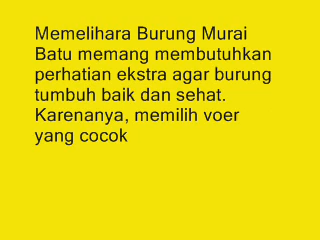 Memelihara Burung Murai
Batu memang membutuhkan
perhatian ekstra agar burung
tumbuh baik dan sehat.
Karenanya, memilih voer
yang cocok